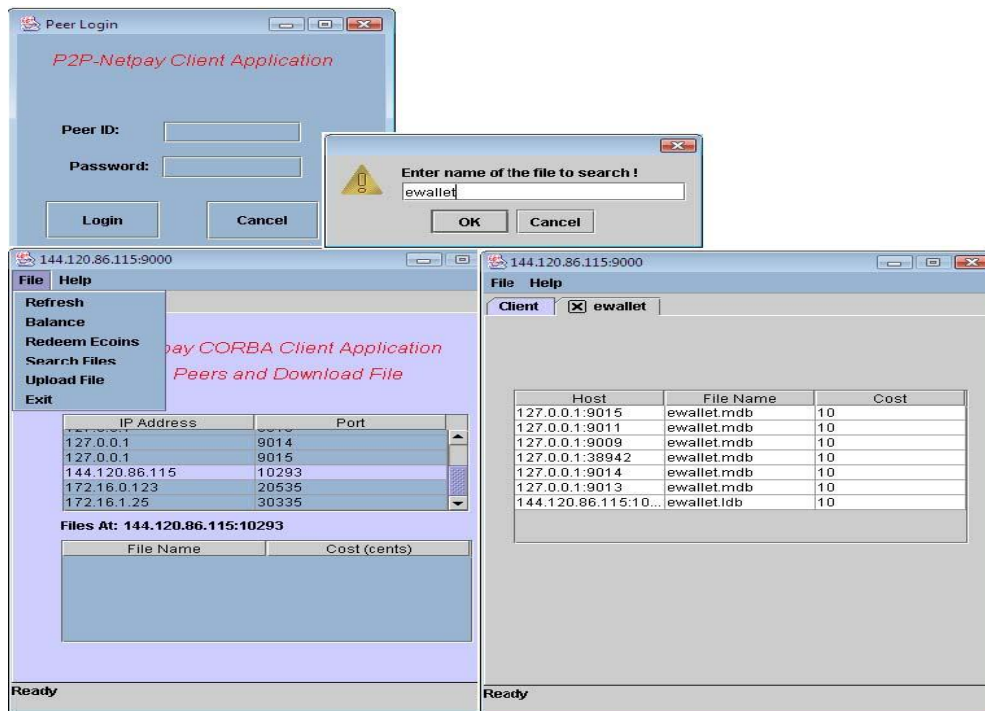 Peer Login
P2P-Netpay Client Application
Peer ID:
Password:
Login Cancel
Enter name of the file to search !
ewallet
OK Cancel
144.120.86.115:9000
File Help
Refresh
Balance
Redeem Ecoins
Search Files
Upload File
Exit
pay CORBA Client Application
Peers and Download File
IP Address Port
127.0.0.1 9014
127.0.0.1 9015
144.120.86.115 10293
172.16.0.123 20535
172.16.1.25 30335
Files At: 144.120.86.115:10293
File Name Cost (cents)
Ready
144.120.86.115:9000
File Help
Client ewallet
Host File Name Cost
127.0.0.1:9015 ewallet.mdb 10
127.0.0.1:9011 ewallet.mdb 10
127.0.0.1:9009 ewallet.mdb 10
127.0.0.1:38942 ewallet.mdb 10
127.0.0.1:9014 ewallet.mdb 10
127.0.0.1:9013 ewallet.mdb 10
144.120.86.115:10... ewallet.ldb 10
Ready